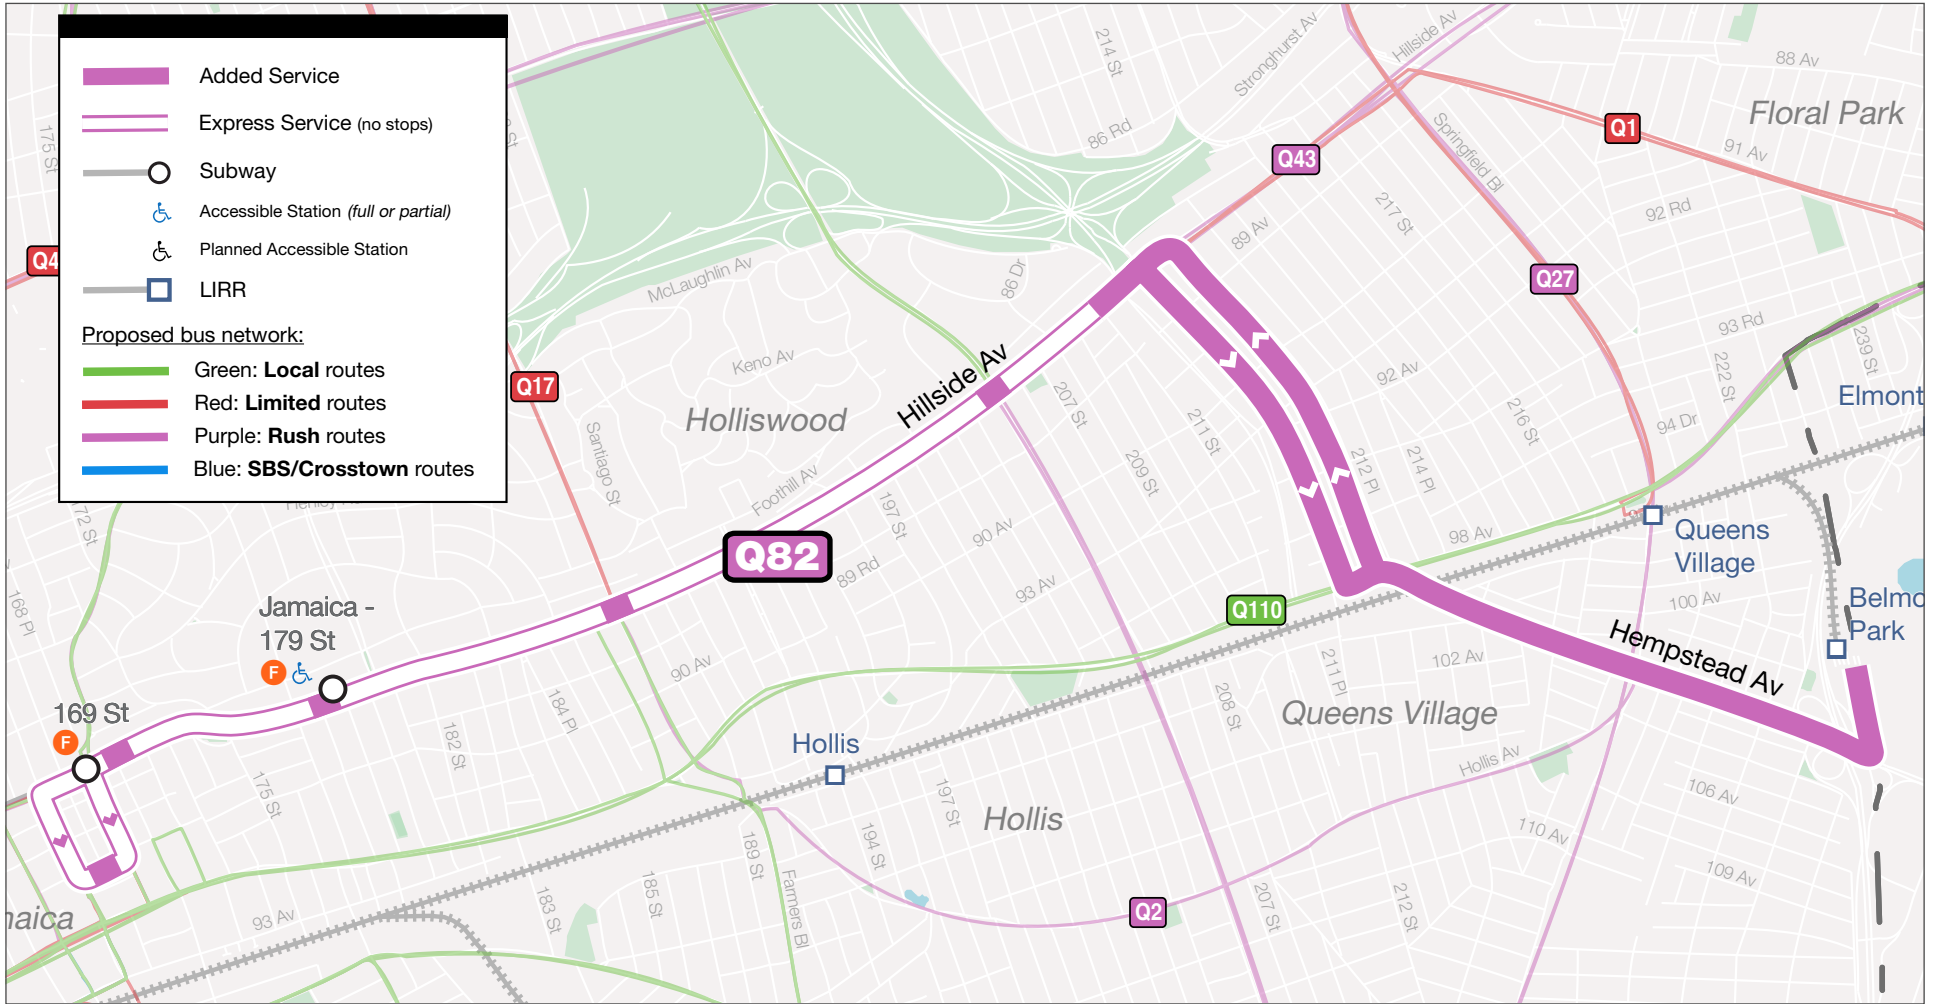 Added Service
Express Service (no stops)
Subway
Accessible Station (full or partial)
Planned Accessible Station
LIRR
Proposed bus network:
Green: Local routes
Red: Limited routes
Purple: Rush routes
Blue: SBS/Crosstown routes
214 St
Stronghurst Av
Hillside Av
88 Av
Floral Park
175 St
86 Rd
Q43
Springfield Bl
Q1
91 Av
217 St
92 Rd
89 Av
Q4
McLaughlin Av
86 Dr
Q27
93 Rd
239 St
222 St
Keno Av
Q17
Hillside Av
207 St
92 Av
Elmont
Holliswood
211 St
216 St
94 Dr
Santiago St
Foothill Av
209 St
212 Pl
214 Pl
197 St
90 Av
98 Av
Queens
Village
72 St
Q82
89 Rd
93 Av
168 Pl
Jamaica -
179 St
F
Q110
100 Av
Belmo
Park
Hempstead Av
90 Av
211 Pl
102 Av
169 St
F
184 Pl
182 St
208 St
Queens Village
Hollis
Hollis Av
175 St
197 St
Hollis
106 Av
110 Av
194 St
189 St
109 Av
Farmers Bl
185 St
183 St
93 Av
naica
Q2
207 St
212 St